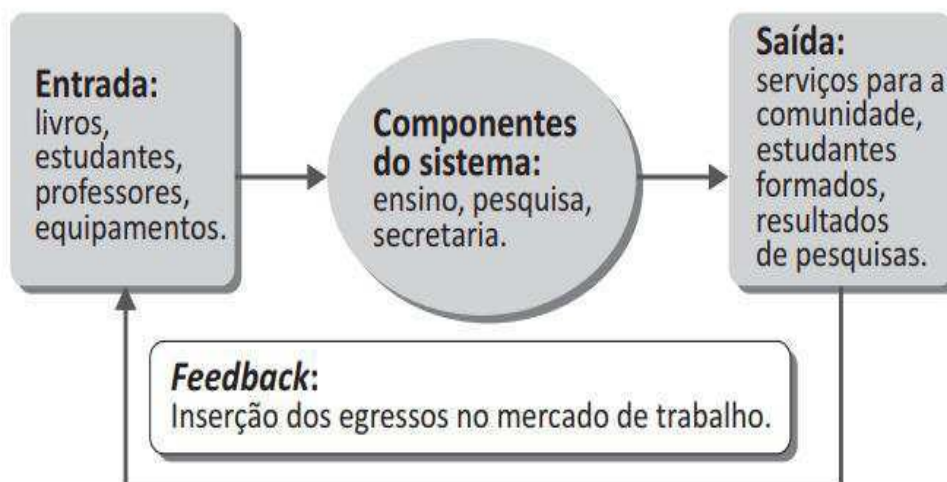 Entrada:
livros,
estudantes,
professores,
equipamentos.
Componentes
do sistema:
ensino, pesquisa,
secretaria.
Saída:
serviços para a
comunidade,
estudantes
formados,
resultados
de pesquisas.
Feedback:
Inserção dos egressos no mercado de trabalho.